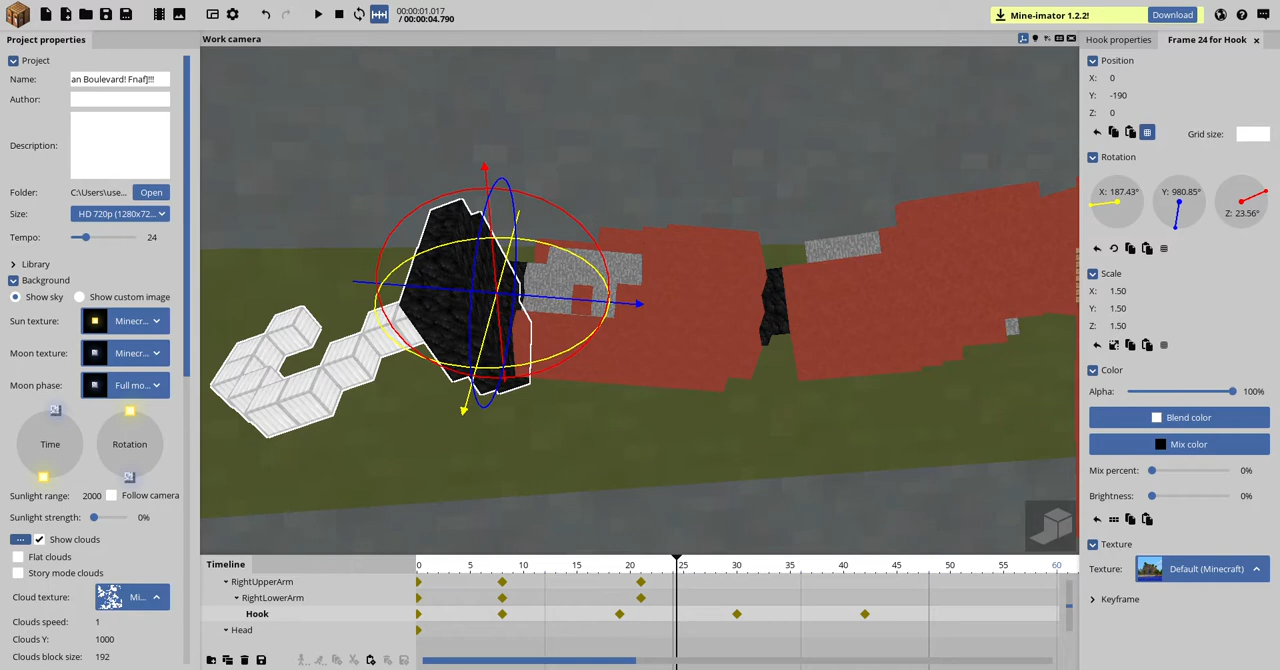 00:00:01.017
/ 00:00:04.790
Mine-imator 1.2.2!
Download
Project properties
Work camera
Hook properties
Frame 24 for Hook
Project
Name:
an Boulevard! Fnaf]!!!
Author:
Description:
Folder:
C:\Users\use...
Open
Size:
HD 720p (1280x72...
Tempo:
24
Library
Background
Show sky
Show custom image
Sun texture:
Minecr...
Moon texture:
Minecr...
Moon phase:
Full mo...
Time
Rotation
Sunlight range:
2000
Follow camera
Sunlight strength:
0%
...
Show clouds
Flat clouds
Story mode clouds
Cloud texture:
Mi...
Clouds speed:
1
Clouds Y:
1000
Clouds block size:
192
Timeline
0
5
10
15
20
25
30
35
40
45
50
55
60
RightUpperArm
RightLowerArm
Hook
Head
Position
X:
0
Y:
-190
Z:
0
Grid size:
Rotation
X: 187.43°
Y: 980.85°
Z: 23.56°
Scale
X:
1.50
Y:
1.50
Z:
1.50
Color
Alpha:
100%
Blend color
Mix color
Mix percent:
0%
Brightness:
0%
Texture
Texture:
Default (Minecraft)
Keyframe